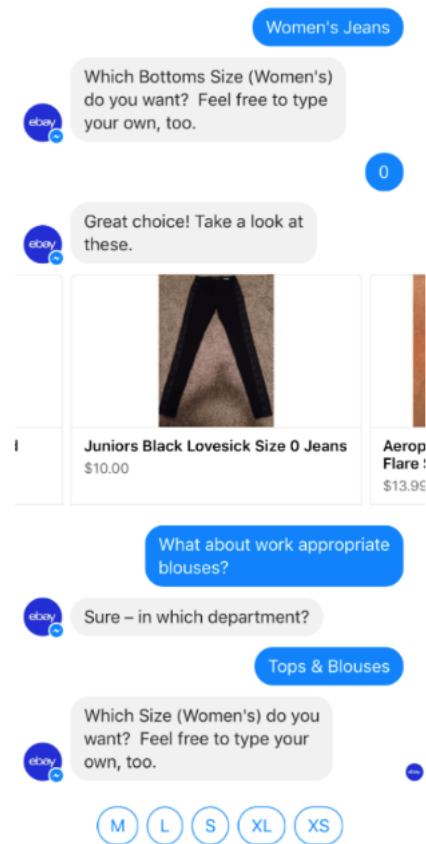 Women's Jeans
Which Bottoms Size (Women's)
do you want?  Feel free to type
your own, too.
ebay
0
Great choice! Take a look at
these.
ebay
d
Juniors Black Lovesick Size 0 Jeans
$10.00
Aerop
Flare
$13.99
What about work appropriate
blouses?
ebay
Sure – in which department?
Tops & Blouses
Which Size (Women's) do you
want?  Feel free to type your
own, too.
ebay
ebay
M L S XL XS